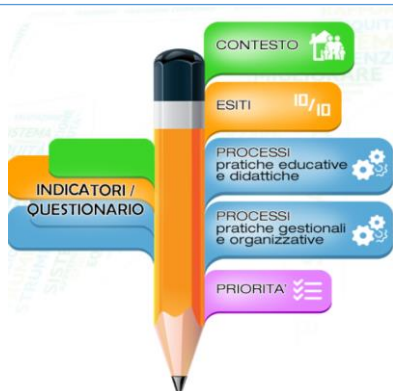 CONTESTO
ESITI 10/10
PROCESSI
pratiche educative
e didattiche
INDICATORI /
QUESTIONARIO
PROCESSI
pratiche gestionali
e organizzative
PRIORITA'